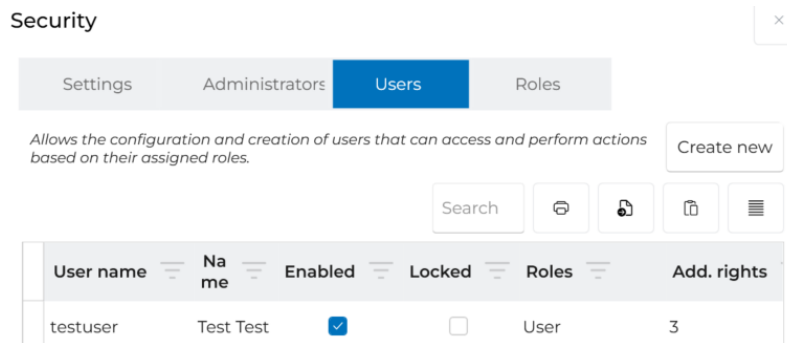 Security
Settings Administrators Users Roles
Allows the configuration and creation of users that can access and perform actions
based on their assigned roles.
Create new
Search
User name Na
me Enabled Locked Roles Add. rights
testuser Test Test User 3